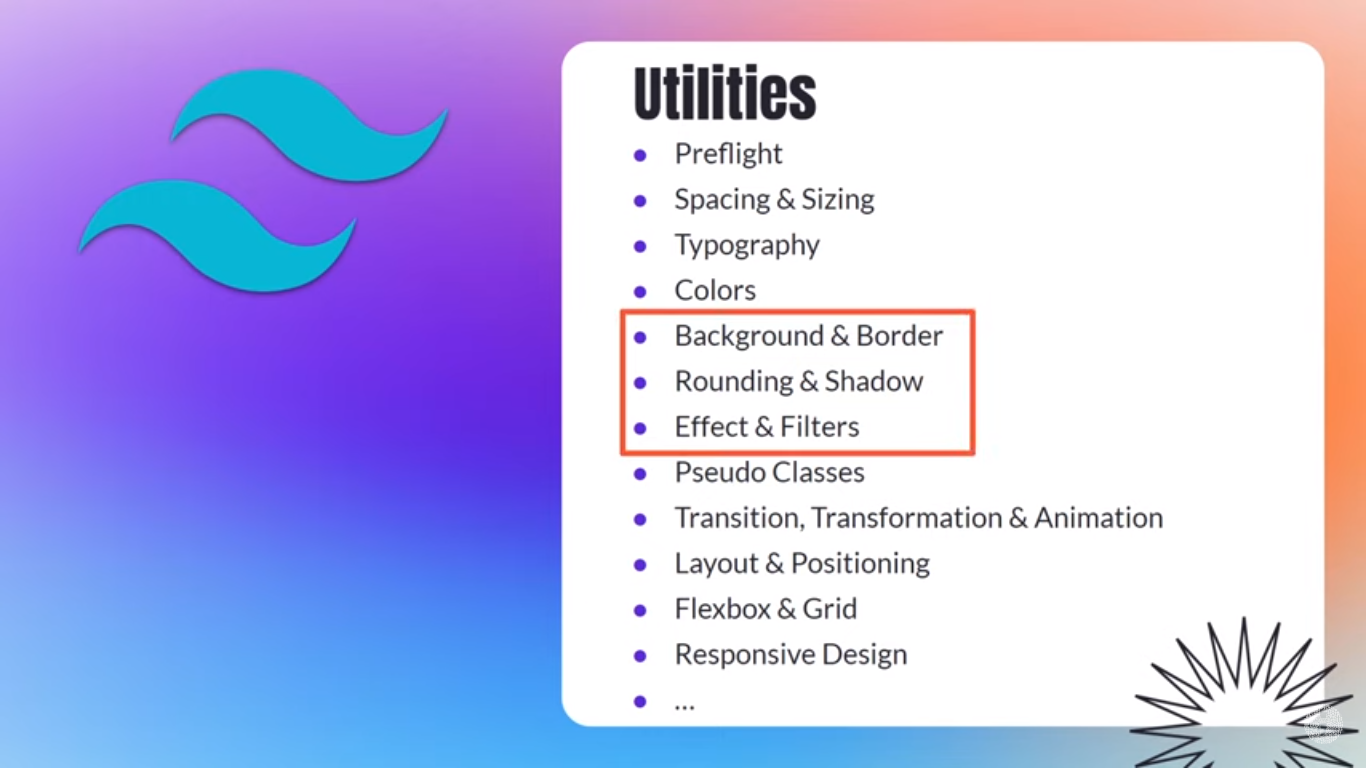 Utilities
Preflight
Spacing & Sizing
Typography
Colors
Background & Border
Rounding & Shadow
Effect & Filters
Pseudo Classes
Transition, Transformation & Animation
Layout & Positioning
Flexbox & Grid
Responsive Design
...